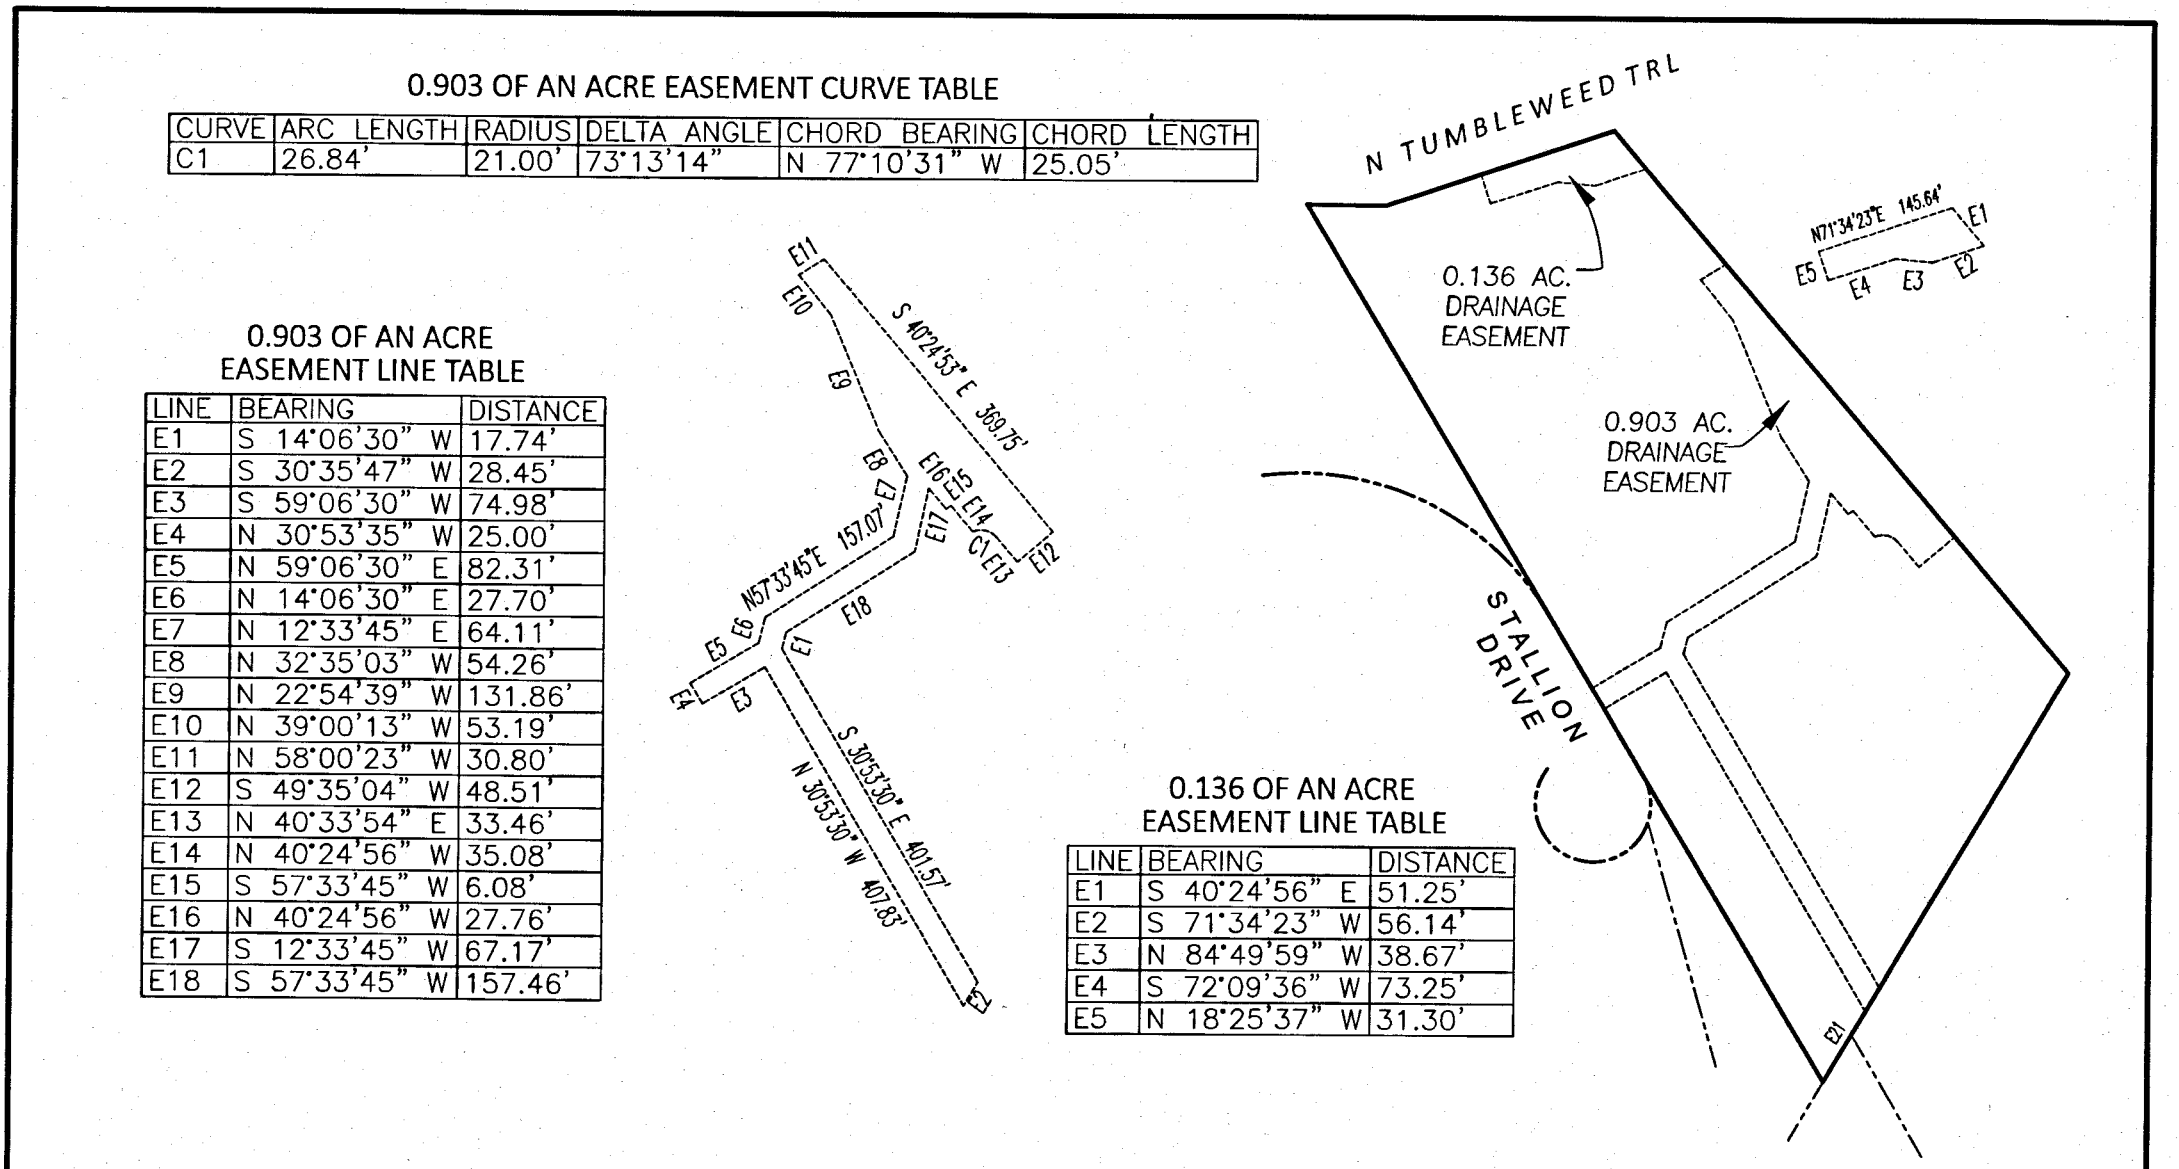 0.903 OF AN ACRE EASEMENT CURVE TABLE
CURVE ARC LENGTH RADIUS DELTA ANGLE CHORD BEARING CHORD LENGTH
C1 26.84' 21.00' 73°13'14" N 77°10'31" W 25.05'
0.903 OF AN ACRE
EASEMENT LINE TABLE
LINE BEARING DISTANCE
E1 S 14°06'30" W 17.74'
E2 S 30°35'47" W 28.45'
E3 S 59°06'30" W 74.98'
E4 N 30°53'35" W 25.00'
E5 N 59°06'30" E 82.31'
E6 N 14°06'30" E 27.70'
E7 N 12°33'45" E 64.11'
E8 N 32°35'03" W 54.26'
E9 N 22°54'39" W 131.86'
E10 N 39°00'13" W 53.19'
E11 N 58°00'23" W 30.80'
E12 S 49°35'04" W 48.51'
E13 N 40°33'54" E 33.46'
E14 N 40°24'56" W 35.08'
E15 S 57°33'45" W 6.08'
E16 N 40°24'56" W 27.76'
E17 S 12°33'45" W 67.17'
E18 S 57°33'45" W 157.46'
E11
E10
S 40°24'53" E 369.75'
E9
E8
E7
E16
E15
E14
E17
C1
E13
E12
N57°33'45"E 157.07'
E18
E6
E1
E5
E4
E3
S 30°53'30" E 401.57'
N 30°53'30" W 407.83'
E2
N TUMBLEWEED TRL
N71°34'23"E 145.64'
E1
E5
E4
E3
E2
0.136 AC.
DRAINAGE
EASEMENT
0.903 AC.
DRAINAGE
EASEMENT
STALLION
DRIVE
E21
0.136 OF AN ACRE
EASEMENT LINE TABLE
LINE BEARING DISTANCE
E1 S 40°24'56" E 51.25'
E2 S 71°34'23" W 56.14'
E3 N 84°49'59" W 38.67'
E4 S 72°09'36" W 73.25'
E5 N 18°25'37" W 31.30'